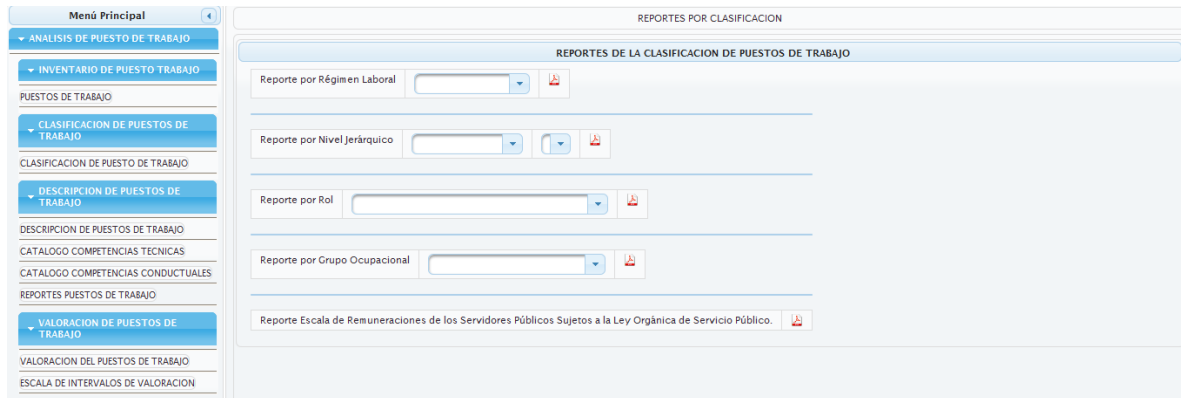 Menú Principal
ANALISIS DE PUESTO DE TRABAJO
INVENTARIO DE PUESTO TRABAJO
PUESTOS DE TRABAJO
CLASIFICACION DE PUESTOS DE
TRABAJO
CLASIFICACION DE PUESTO DE TRABAJO
DESCRIPCION DE PUESTOS DE
TRABAJO
DESCRIPCION DE PUESTOS DE TRABAJO
CATALOGO COMPETENCIAS TECNICAS
CATALOGO COMPETENCIAS CONDUCTUALES
REPORTES PUESTOS DE TRABAJO
VALORACION DE PUESTOS DE
TRABAJO
VALORACION DEL PUESTOS DE TRABAJO
ESCALA DE INTERVALOS DE VALORACION
REPORTES POR CLASIFICACION
REPORTES DE LA CLASIFICACION DE PUESTOS DE TRABAJO
Reporte por Régimen Laboral
Reporte por Nivel Jerárquico
Reporte por Rol
Reporte por Grupo Ocupacional
Reporte Escala de Remuneraciones de los Servidores Públicos Sujetos a la Ley Orgánica de Servicio Público.